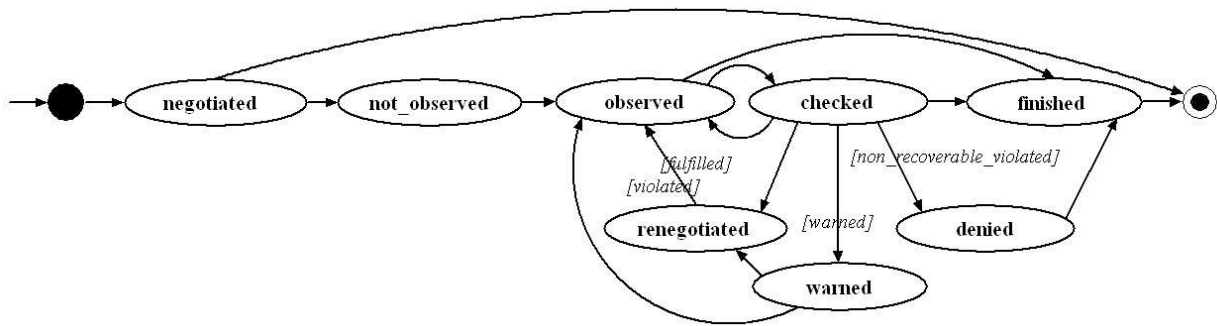 negotiated
not_observed
observed
checked
finished
[fulfilled]
[non_recoverable_violated]
[violated]
renegotiated
[warned]
denied
warned